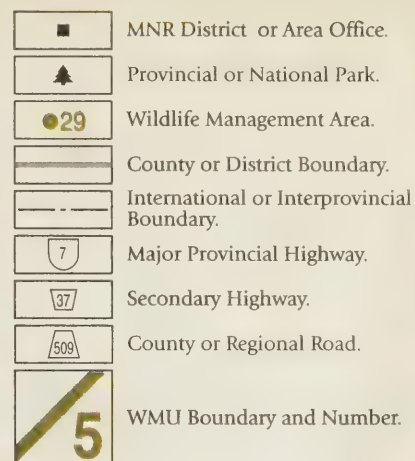 MNR District or Area Office.
Provincial or National Park.
29 Wildlife Management Area.
County or District Boundary.
International or Interprovincial
Boundary.
7 Major Provincial Highway.
37 Secondary Highway.
509 County or Regional Road.
5 WMU Boundary and Number.